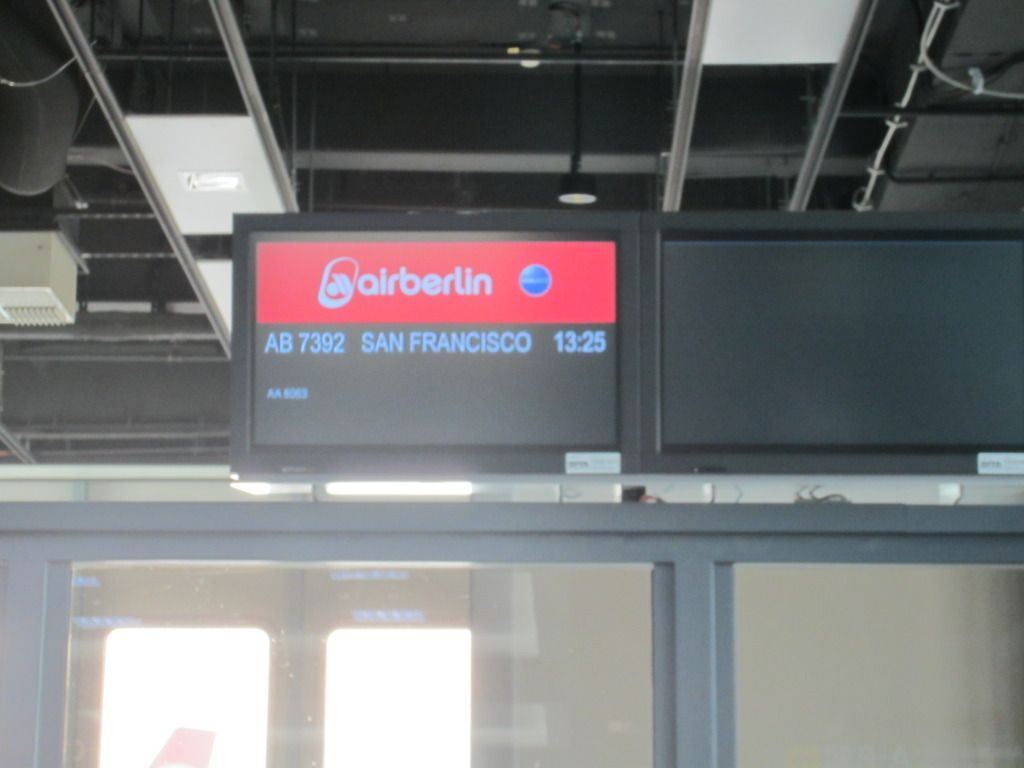 airberlin
AB 7392 SAN FRANCISCO 13:25